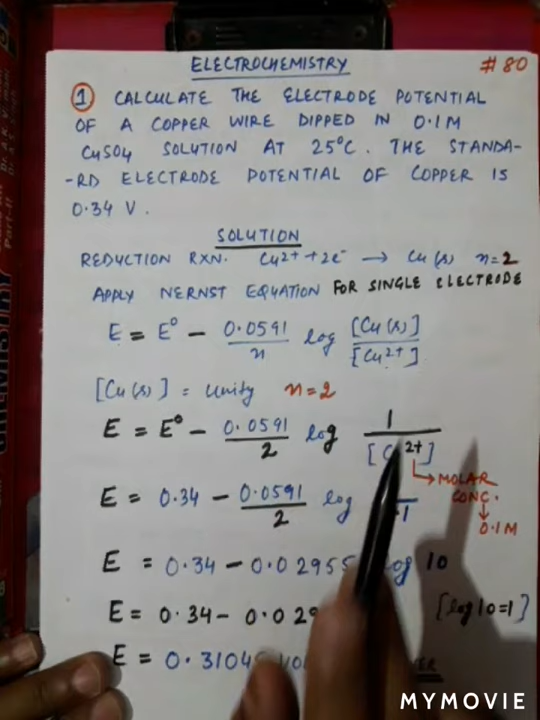 ELECTROCHEMISTRY
#80
1 CALCULATE THE ELECTRODE POTENTIAL
OF A COPPER WIRE DIPPED IN 0.1M
CuSO4 SOLUTION AT 25°C. THE STANDA-
-RD ELECTRODE POTENTIAL OF COPPER IS
0.34 V.
SOLUTION
REDUCTION RXN. Cu2+ +2e- → Cu(s) n=2
APPLY NERNST EQUATION FOR SINGLE ELECTRODE
E = E° - 0.0591/n log [Cu(s)]/[Cu2+]
[Cu(s)] = Unity n=2
E = E° - 0.0591/2 log 1/[C 2+]
→ MOLAR
CONC.
↓
0.1M
E = 0.34 - 0.0591/2 log
E = 0.34 - 0.02955 log 10
E = 0.34 - 0.029 [log 10=1]
E = 0.3104
MYMOVIE